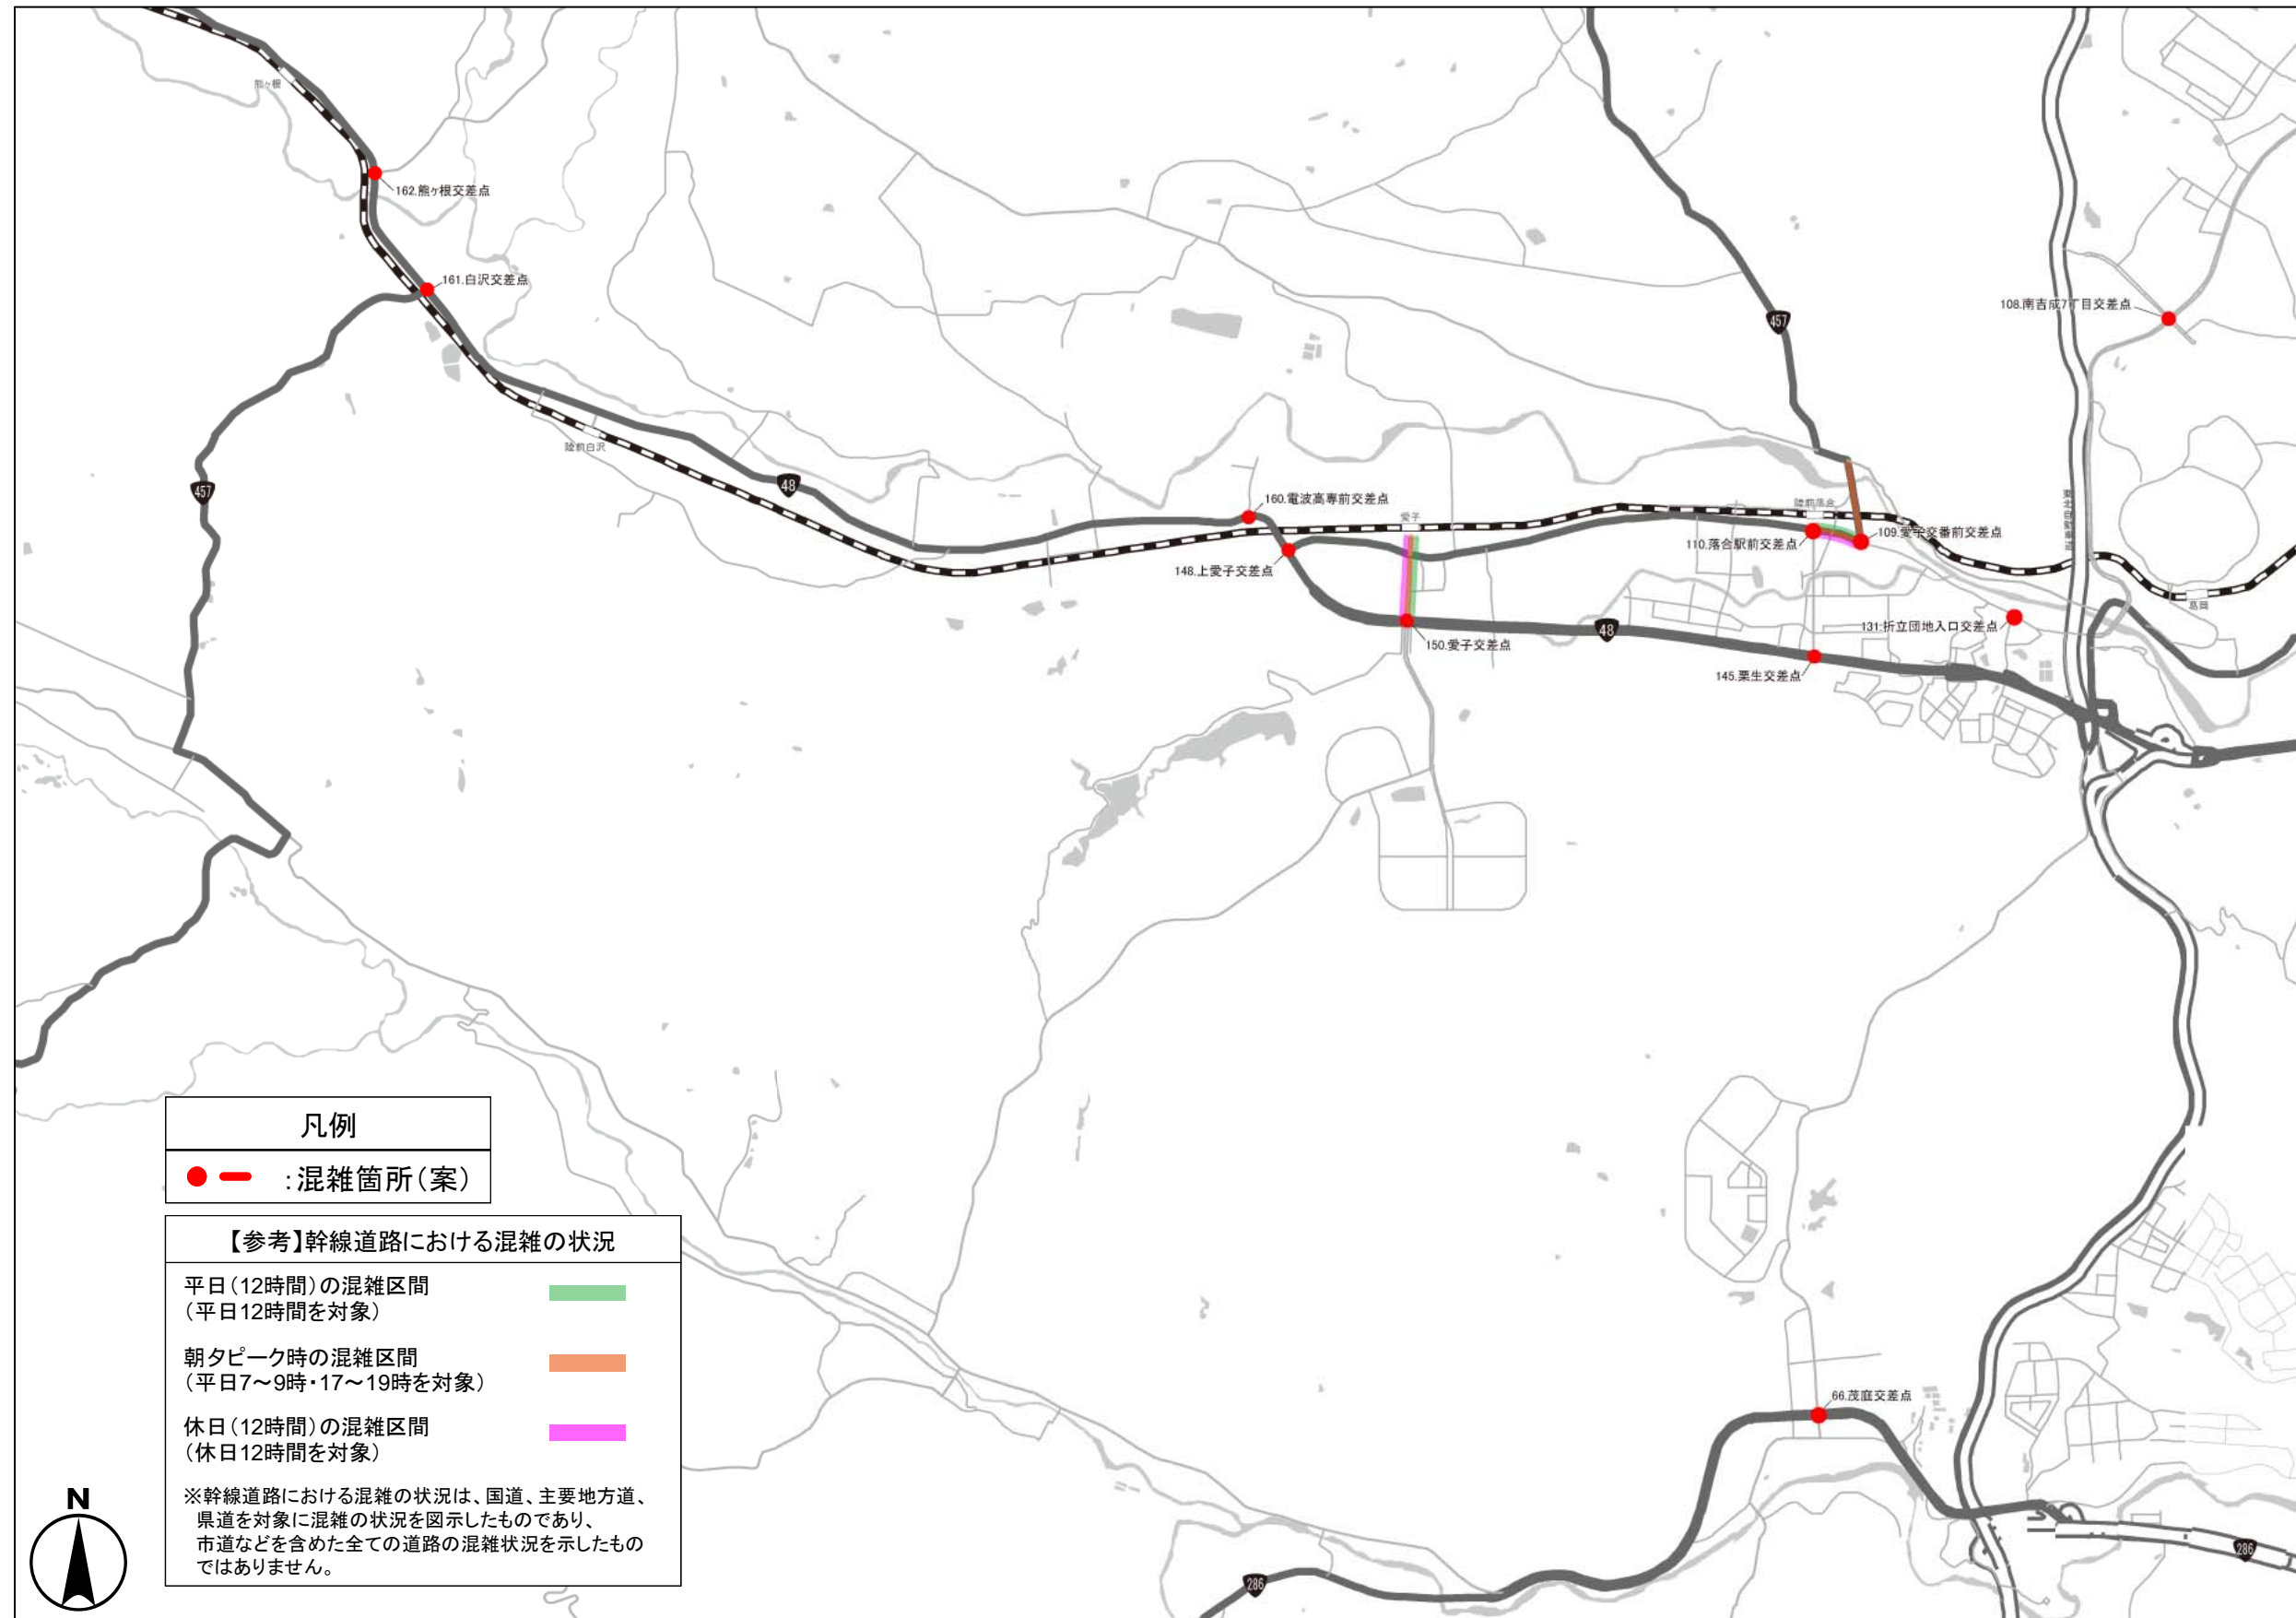 熊ヶ根
162.熊ヶ根交差点
161.白沢交差点
108.南吉成7丁目交差点
457
陸前白沢
457
48
160.電波高専前交差点
愛子
陸前落合
東北自動車道
109.愛子交番前交差点
110.落合駅前交差点
148.上愛子交差点
葛岡
131.折立団地入口交差点
48
150.愛子交差点
145.栗生交差点
凡例
:混雑箇所(案)
【参考】幹線道路における混雑の状況
平日(12時間)の混雑区間
(平日12時間を対象)
朝夕ピーク時の混雑区間
(平日7～9時・17～19時を対象)
休日(12時間)の混雑区間
(休日12時間を対象)
※幹線道路における混雑の状況は、国道、主要地方道、
県道を対象に混雑の状況を図示したものであり、
市道などを含めた全ての道路の混雑状況を示したもの
ではありません。
66.茂庭交差点
N
286
286